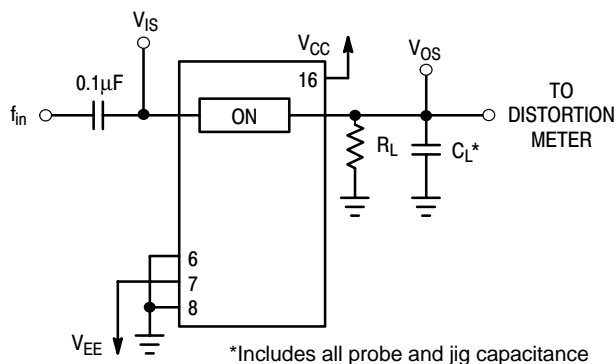 V_IS
V_CC
V_OS
0.1µF
16
f_in
ON
R_L
C_L*
TO
DISTORTION
METER
6
7
8
V_EE
*Includes all probe and jig capacitance